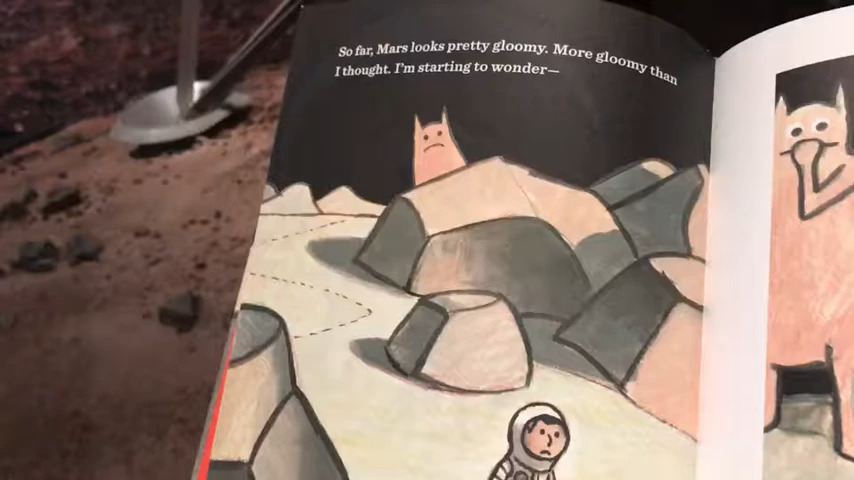 So far, Mars looks pretty gloomy. More gloomy than
I thought. I'm starting to wonder—